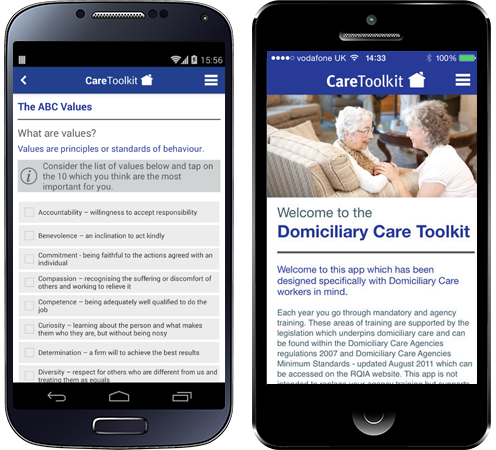 15:56
CareToolkit
The ABC Values
What are values?
Values are principles or standards of behaviour.
Consider the list of values below and tap on
the 10 which you think are the most
important for you.
Accountability – willingness to accept responsibility
Benevolence – an inclination to act kindly
Commitment - being faithful to the actions agreed with an
individual
Compassion – recognising the suffering or discomfort of
others and working to relieve it
Competence – being adequately well qualified to do the
job
Curiosity – learning about the person and what makes
them who they are, but without being nosy
Determination – a firm will to achieve the best results
Diversity – respect for others who are different from us and
treating them as equals
vodafone UK 14:33 100%
CareToolkit
Welcome to the
Domiciliary Care Toolkit
Welcome to this app which has been
designed specifically with Domiciliary Care
workers in mind.
Each year you go through mandatory and agency
training. These areas of training are supported by the
legislation which underpins domiciliary care and can
be found within the Domiciliary Care Agencies
regulations 2007 and Domiciliary Care Agencies
Minimum Standards - updated August 2011 which can
be accessed on the RQIA website. This app is not
intended to replace your agency training but supports